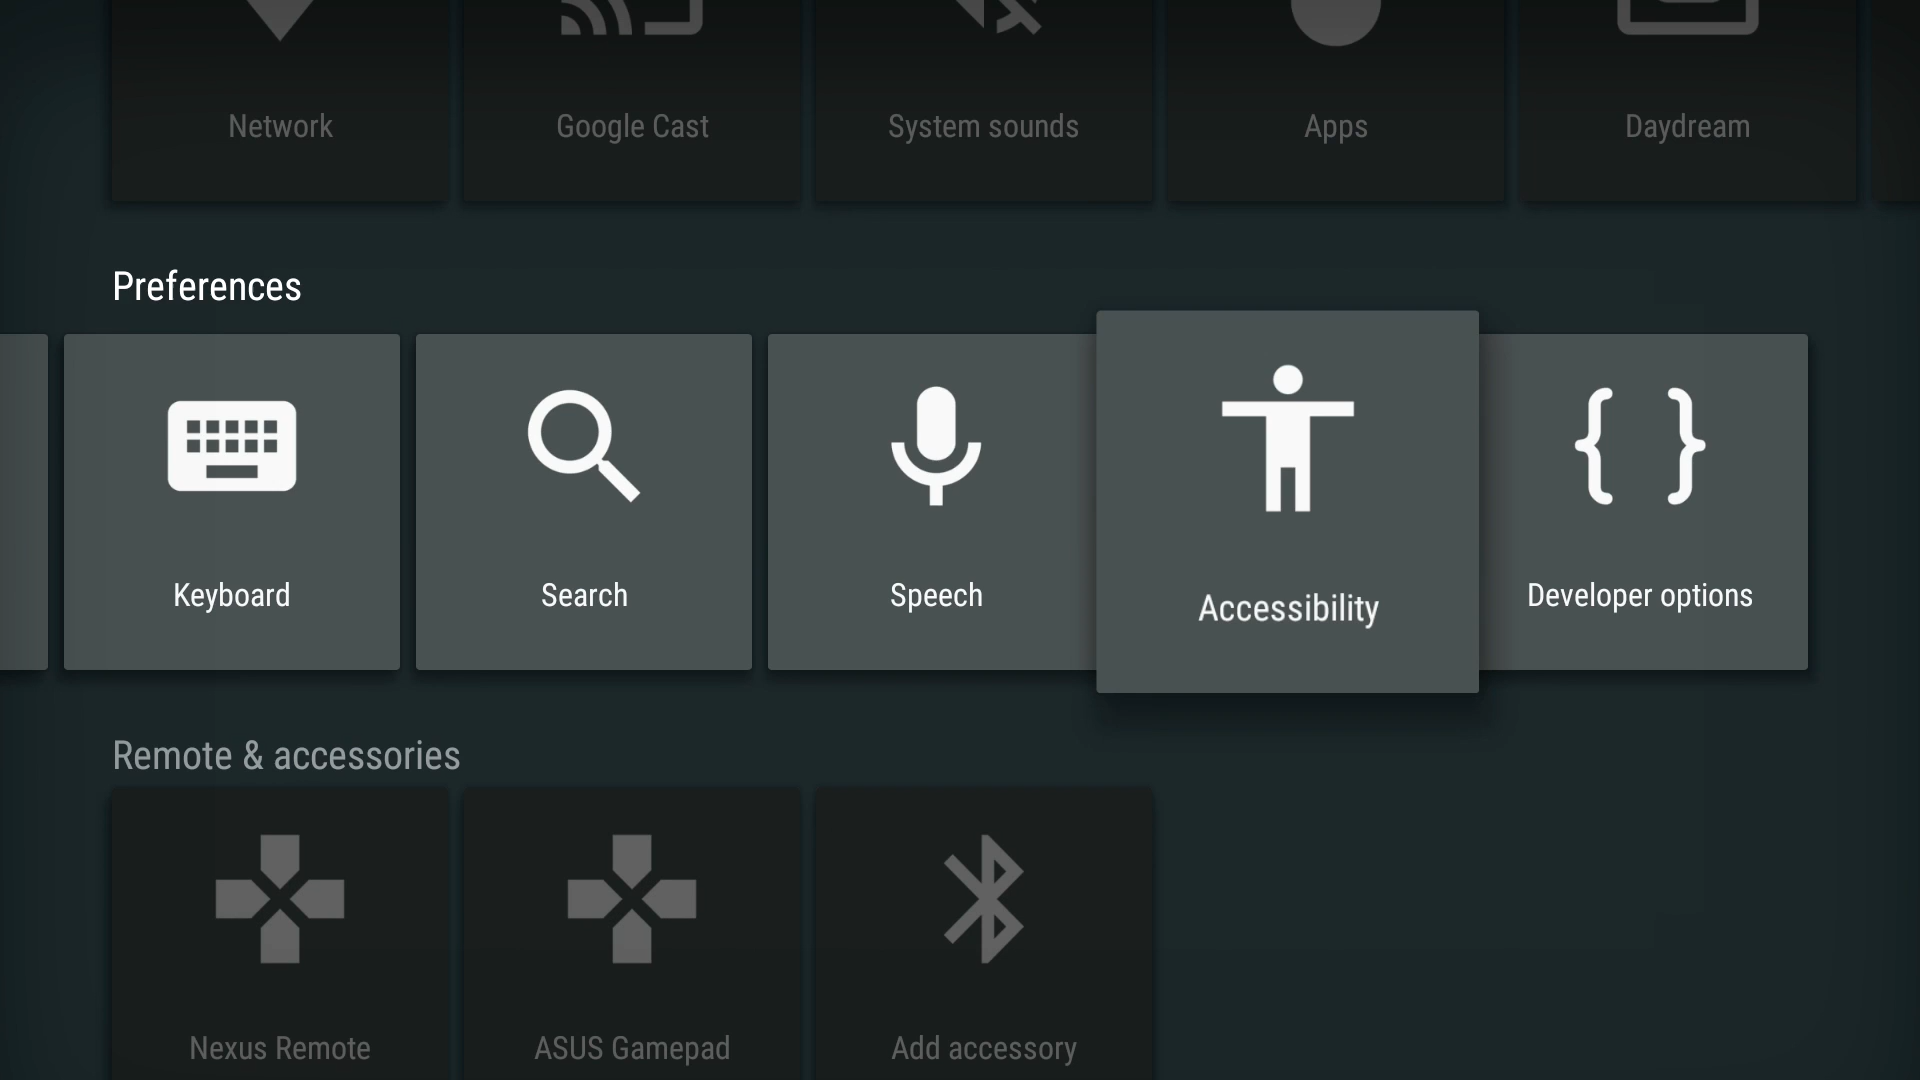 Network
Google Cast
System sounds
Apps
Daydream
Preferences
Keyboard
Search
Speech
Accessibility
Developer options
Remote & accessories
Nexus Remote
ASUS Gamepad
Add accessory